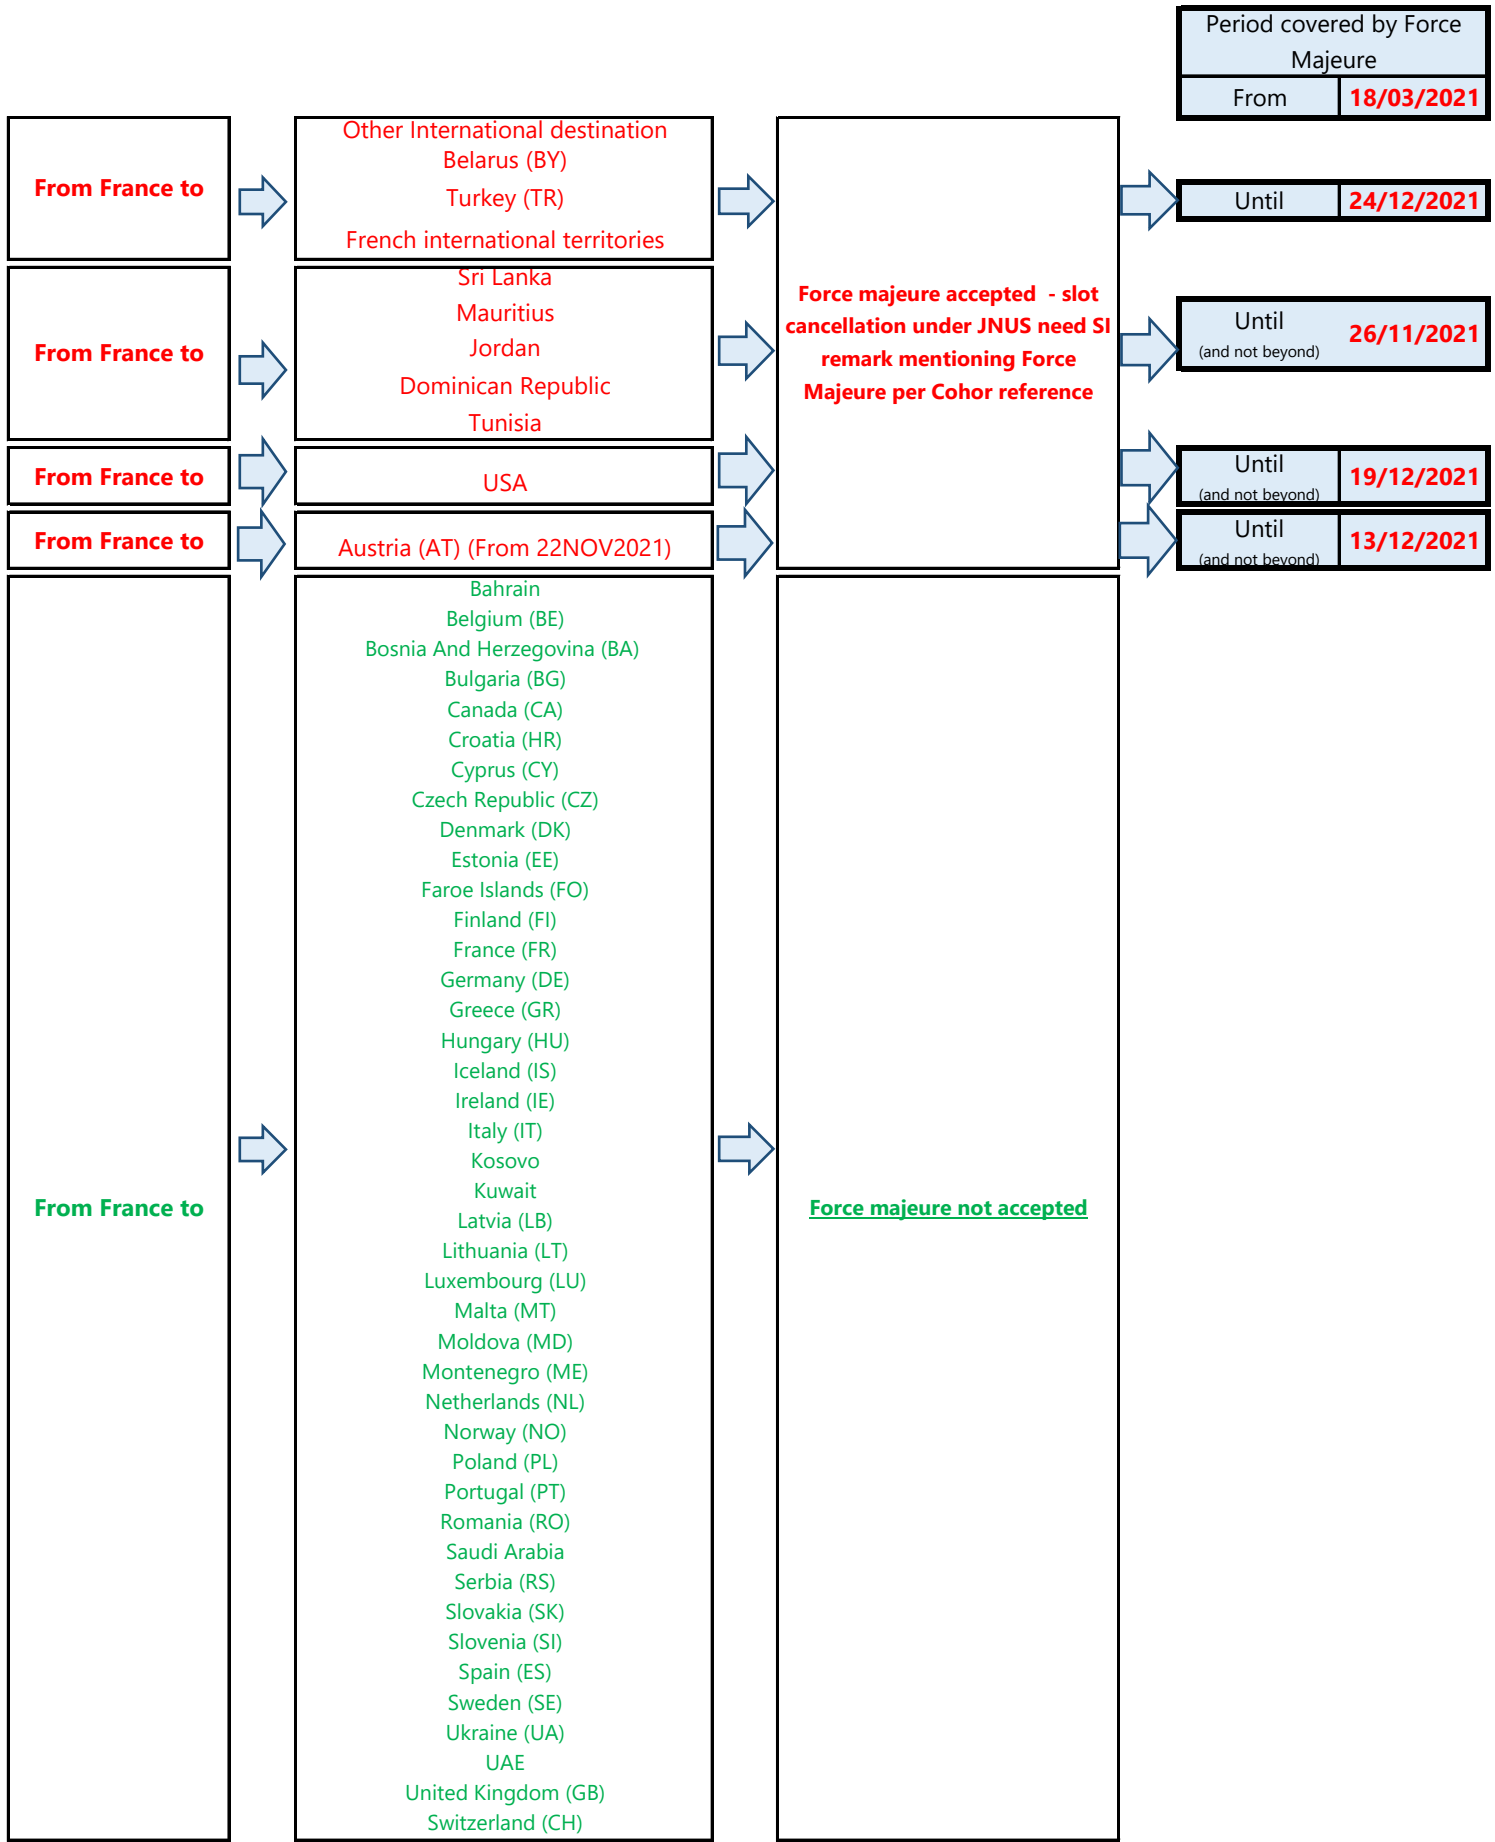 Period covered by Force
Majeure
From 18/03/2021
From France to
Other International destination
Belarus (BY)
Turkey (TR)
French international territories
Until 24/12/2021
From France to
Sri Lanka
Mauritius
Jordan
Dominican Republic
Tunisia
Force majeure accepted - slot
cancellation under JNUS need SI
remark mentioning Force
Majeure per Cohor reference
Until
(and not beyond)
26/11/2021
From France to
USA
Until
(and not beyond)
19/12/2021
From France to
Austria (AT) (From 22NOV2021)
Until
(and not beyond)
13/12/2021
From France to
Bahrain
Belgium (BE)
Bosnia And Herzegovina (BA)
Bulgaria (BG)
Canada (CA)
Croatia (HR)
Cyprus (CY)
Czech Republic (CZ)
Denmark (DK)
Estonia (EE)
Faroe Islands (FO)
Finland (FI)
France (FR)
Germany (DE)
Greece (GR)
Hungary (HU)
Iceland (IS)
Ireland (IE)
Italy (IT)
Kosovo
Kuwait
Latvia (LB)
Lithuania (LT)
Luxembourg (LU)
Malta (MT)
Moldova (MD)
Montenegro (ME)
Netherlands (NL)
Norway (NO)
Poland (PL)
Portugal (PT)
Romania (RO)
Saudi Arabia
Serbia (RS)
Slovakia (SK)
Slovenia (SI)
Spain (ES)
Sweden (SE)
Ukraine (UA)
UAE
United Kingdom (GB)
Switzerland (CH)
Force majeure not accepted